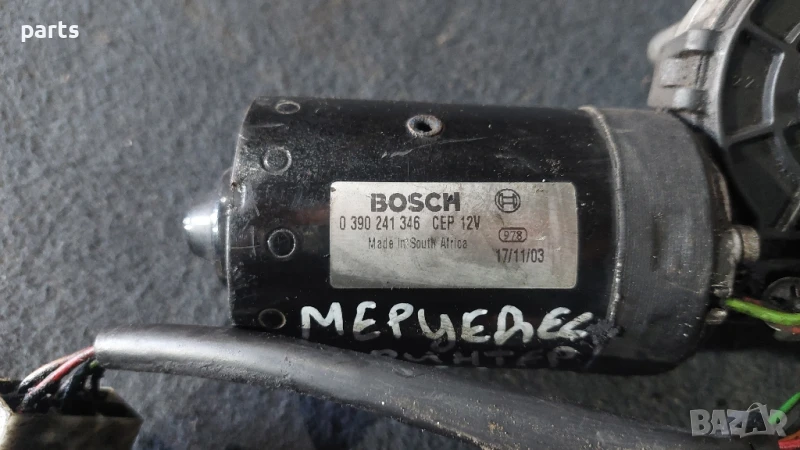 parts
BOSCH
0 390 241 346 CEP 12V
Made in South Africa
978
17/11/03
МЕРЦЕДЕС
BAZAR